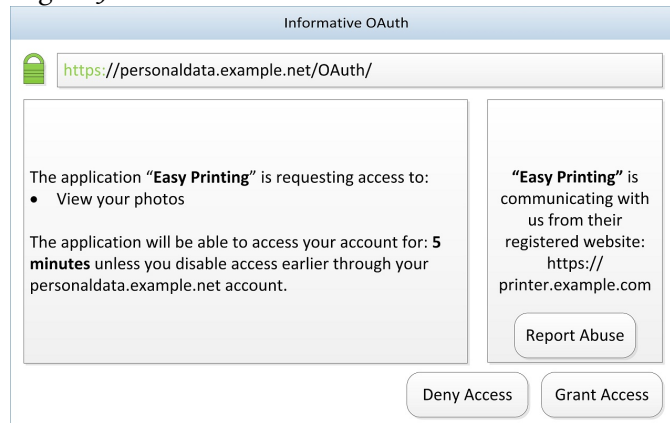 Informative OAuth
https://personaldata.example.net/OAuth/
The application “Easy Printing” is requesting access to:
• View your photos
The application will be able to access your account for: 5
minutes unless you disable access earlier through your
personaldata.example.net account.
“Easy Printing” is
communicating with
us from their
registered website:
https://
printer.example.com
Report Abuse
Deny Access
Grant Access